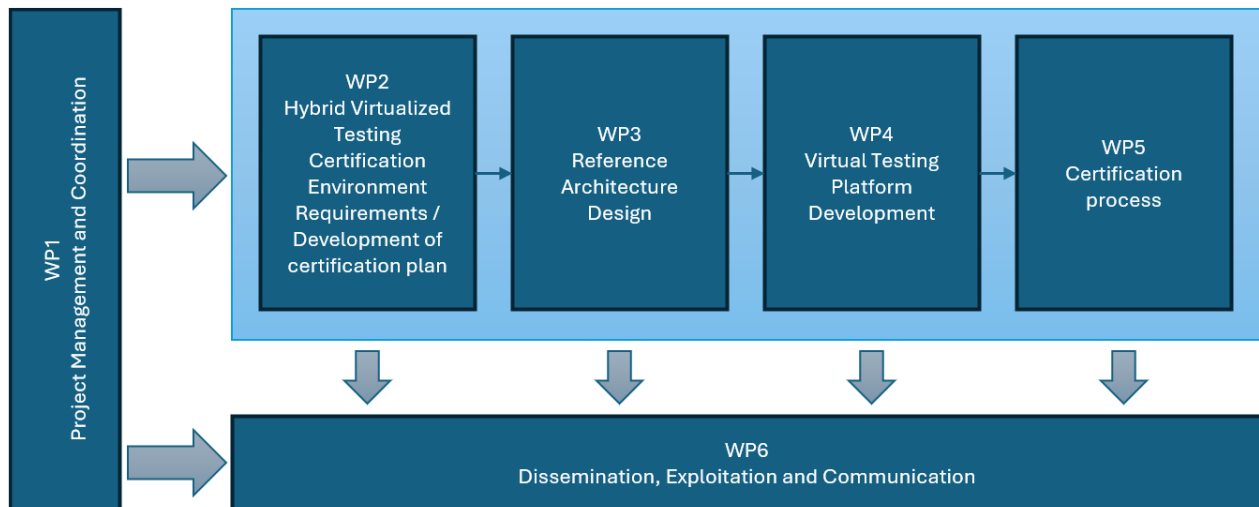 WP1
Project Management and Coordination
WP2
Hybrid Virtualized
Testing
Certification
Environment
Requirements /
Development of
certification plan
WP3
Reference
Architecture
Design
WP4
Virtual Testing
Platform
Development
WP5
Certification
process
WP6
Dissemination, Exploitation and Communication